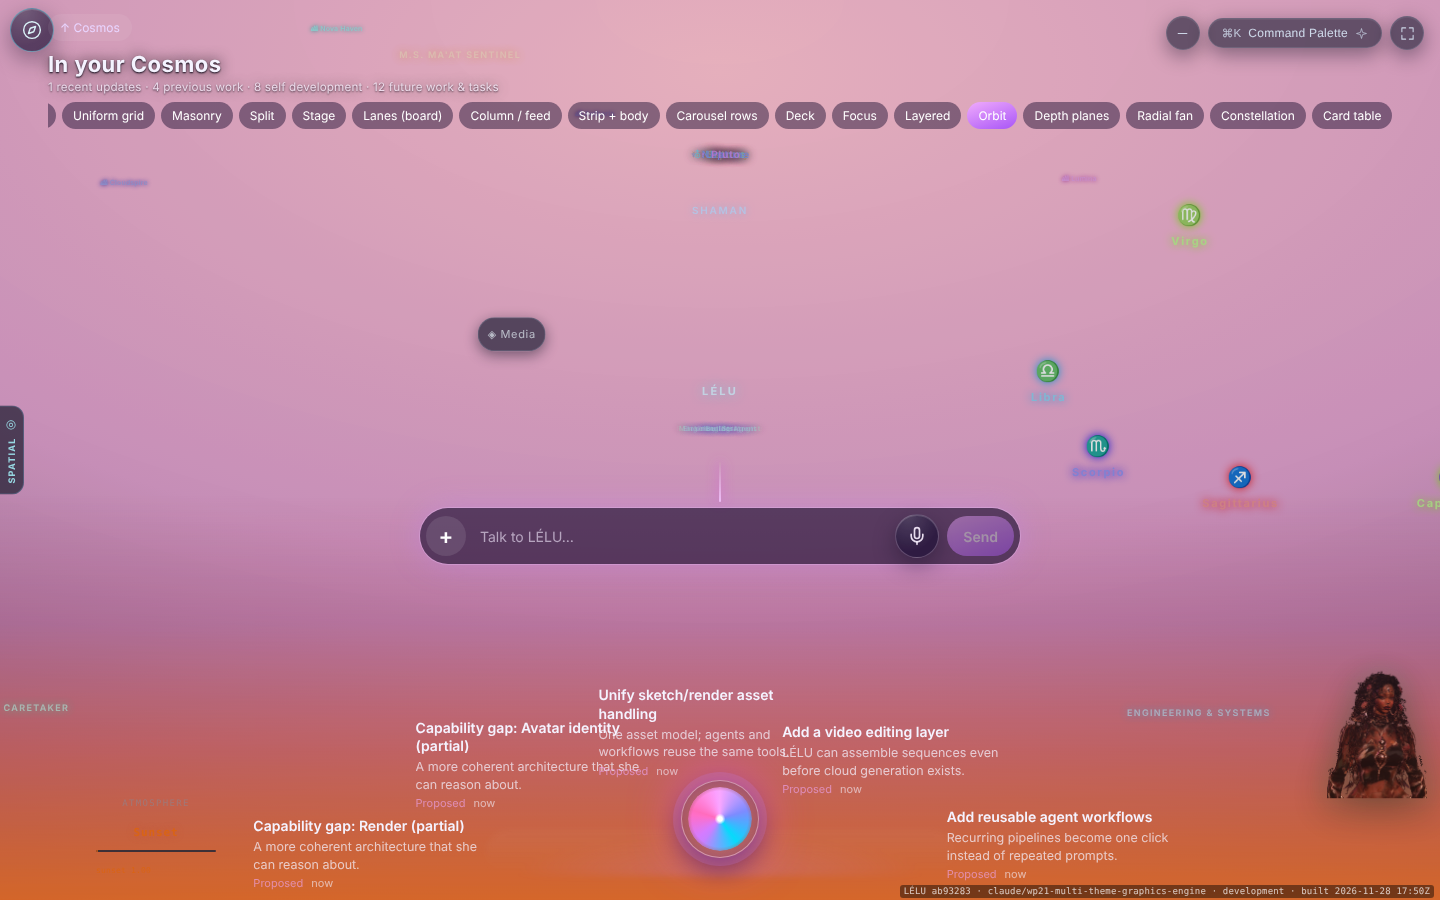 ↑ Cosmos
M.S. MA'AT SENTINEL
⌘K Command Palette
In your Cosmos
1 recent updates · 4 previous work · 8 self development · 12 future work & tasks
Uniform grid
Masonry
Split
Stage
Lanes (board)
Column / feed
Strip + body
Carousel rows
Deck
Focus
Layered
Orbit
Depth planes
Radial fan
Constellation
Card table
Pluto
SHAMAN
Virgo
◈ Media
Libra
LÉLU
SPATIAL
Scorpio
Sagittarius
Cap
+ Talk to LÉLU... Send
CARETAKER
ENGINEERING & SYSTEMS
Unify sketch/render asset
handling
One asset model; agents and
workflows reuse the same tools.
Proposed now
Capability gap: Avatar identity
(partial)
A more coherent architecture that she
can reason about.
Proposed now
Add a video editing layer
LÉLU can assemble sequences even
before cloud generation exists.
Proposed now
ATMOSPHERE
Capability gap: Render (partial)
A more coherent architecture that she
can reason about.
Proposed now
Add reusable agent workflows
Recurring pipelines become one click
instead of repeated prompts.
Proposed now
LÉLU ab93283 · claude/wp21-multi-theme-graphics-engine · development · built 2026-11-28 17:50Z